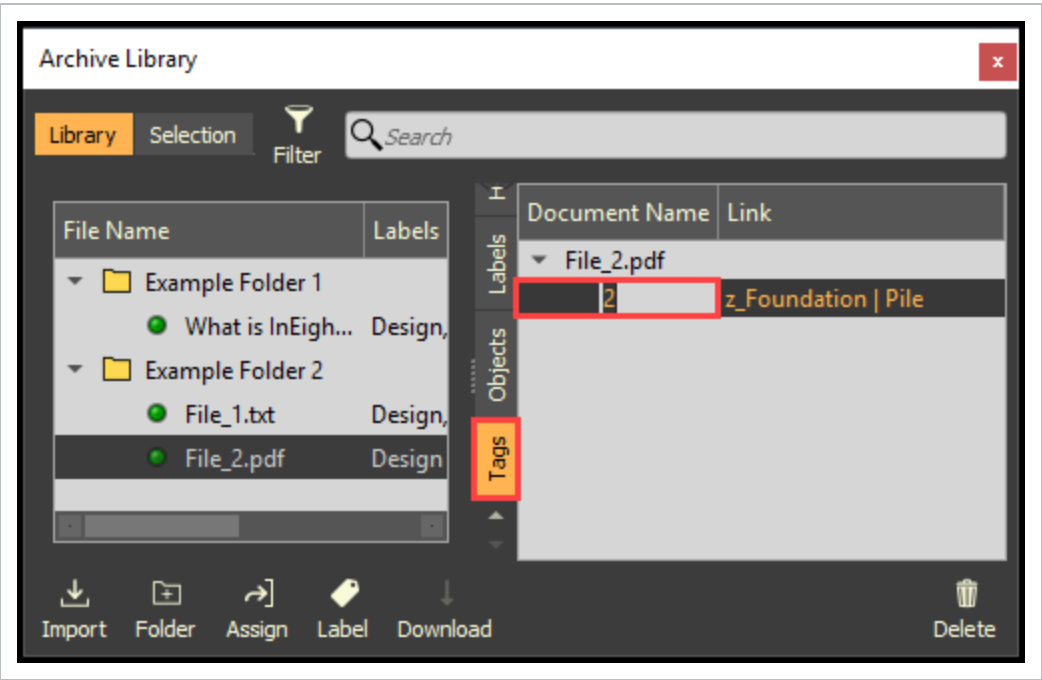 Archive Library
x
Library Selection Filter Search
File Name Labels
Example Folder 1
What is InEigh... Design,
Example Folder 2
File_1.txt Design,
File_2.pdf Design
H
Labels
Objects
Tags
Document Name Link
File_2.pdf
2 z_Foundation | Pile
Import Folder Assign Label Download Delete